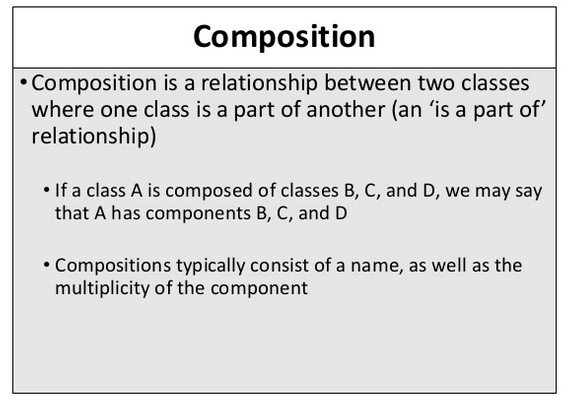 Composition
• Composition is a relationship between two classes
where one class is a part of another (an ‘is a part of’
relationship)
• If a class A is composed of classes B, C, and D, we may say
that A has components B, C, and D
• Compositions typically consist of a name, as well as the
multiplicity of the component